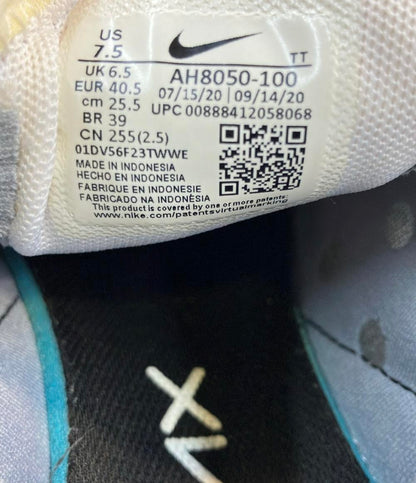 US
7.5
TT
UK 6.5
EUR 40.5
cm 25.5
BR 39
CN 255(2.5)
AH8050-100
07/15/20 | 09/14/20
UPC 00888412058068
01DV56F23TWWE
MADE IN INDONESIA
HECHO EN INDONESIA
FABRIQUE EN INDONESIE
FABRICADO NA INDONÉSIA
This product is covered by one or more patents.
www.nike.com/patentsvirtualmarking